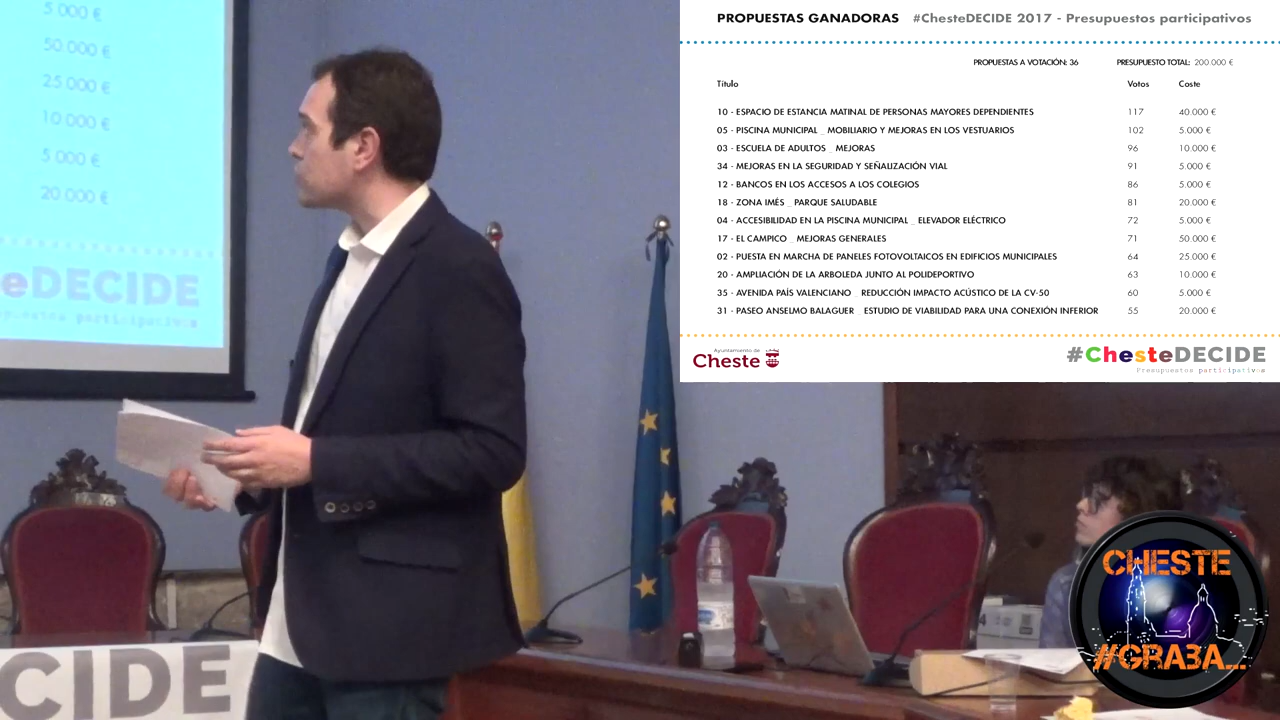 5 000 €
50 000 €
25 000 €
10 000 €
5 000 €
20 000 €
eDECIDE
puestos participativos
CIDE
PROPUESTAS GANADORAS #ChesteDECIDE 2017 - Presupuestos participativos
PROPUESTAS A VOTACIÓN: 36 PRESUPUESTO TOTAL: 200.000 €
Título Votos Coste
10 - ESPACIO DE ESTANCIA MATINAL DE PERSONAS MAYORES DEPENDIENTES 117 40.000 €
05 - PISCINA MUNICIPAL _ MOBILIARIO Y MEJORAS EN LOS VESTUARIOS 102 5.000 €
03 - ESCUELA DE ADULTOS _ MEJORAS 96 10.000 €
34 - MEJORAS EN LA SEGURIDAD Y SEÑALIZACIÓN VIAL 91 5.000 €
12 - BANCOS EN LOS ACCESOS A LOS COLEGIOS 86 5.000 €
18 - ZONA IMÉS _ PARQUE SALUDABLE 81 20.000 €
04 - ACCESIBILIDAD EN LA PISCINA MUNICIPAL _ ELEVADOR ELÉCTRICO 72 5.000 €
17 - EL CAMPICO _ MEJORAS GENERALES 71 50.000 €
02 - PUESTA EN MARCHA DE PANELES FOTOVOLTAICOS EN EDIFICIOS MUNICIPALES 64 25.000 €
20 - AMPLIACIÓN DE LA ARBOLEDA JUNTO AL POLIDEPORTIVO 63 10.000 €
35 - AVENIDA PAÍS VALENCIANO _ REDUCCIÓN IMPACTO ACÚSTICO DE LA CV-50 60 5.000 €
31 - PASEO ANSELMO BALAGUER _ ESTUDIO DE VIABILIDAD PARA UNA CONEXIÓN INFERIOR 55 20.000 €
Ayuntamiento de
Cheste
#ChesteDECIDE
Presupuestos participativos
CHESTE
#GRABA...